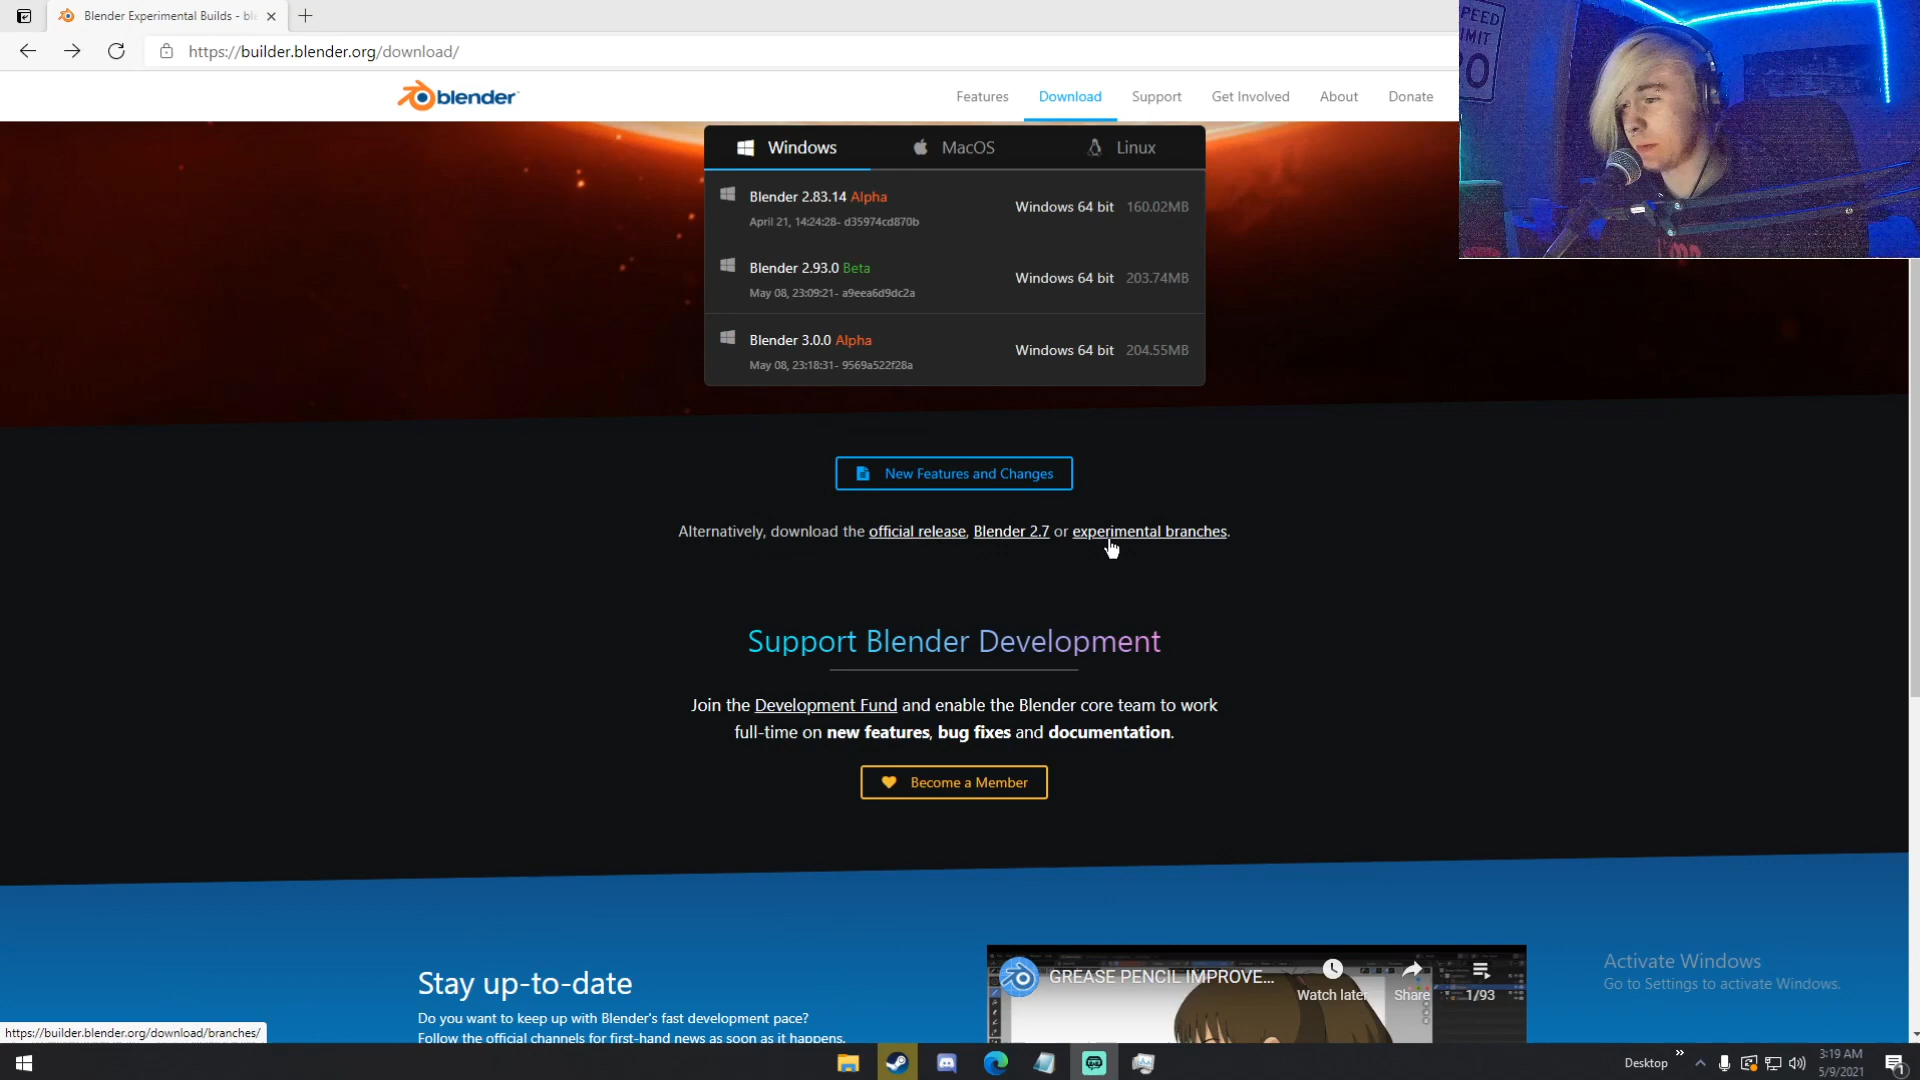 Blender Experimental Builds - ble
https://builder.blender.org/download/
blender
Features
Download
Support
Get Involved
About
Donate
SPEED
LIMIT
Windows
MacOS
Linux
Blender 2.83.14 Alpha
April 21, 14:24:28- d35974cd870b
Windows 64 bit 160.02MB
Blender 2.93.0 Beta
May 08, 23:09:21- a9eea6d9dc2a
Windows 64 bit 203.74MB
Blender 3.0.0 Alpha
May 08, 23:18:31- 9569a522f28a
Windows 64 bit 204.55MB
New Features and Changes
Alternatively, download the official release, Blender 2.7 or experimental branches.
Support Blender Development
Join the Development Fund and enable the Blender core team to work
full-time on new features, bug fixes and documentation.
Become a Member
Stay up-to-date
Do you want to keep up with Blender's fast development pace?
Follow the official channels for first-hand news as soon as it happens.
GREASE PENCIL IMPROVE...
Watch later
Share
1/93
Activate Windows
Go to Settings to activate Windows.
https://builder.blender.org/download/branches/
Desktop
3:19 AM
5/9/2021
1